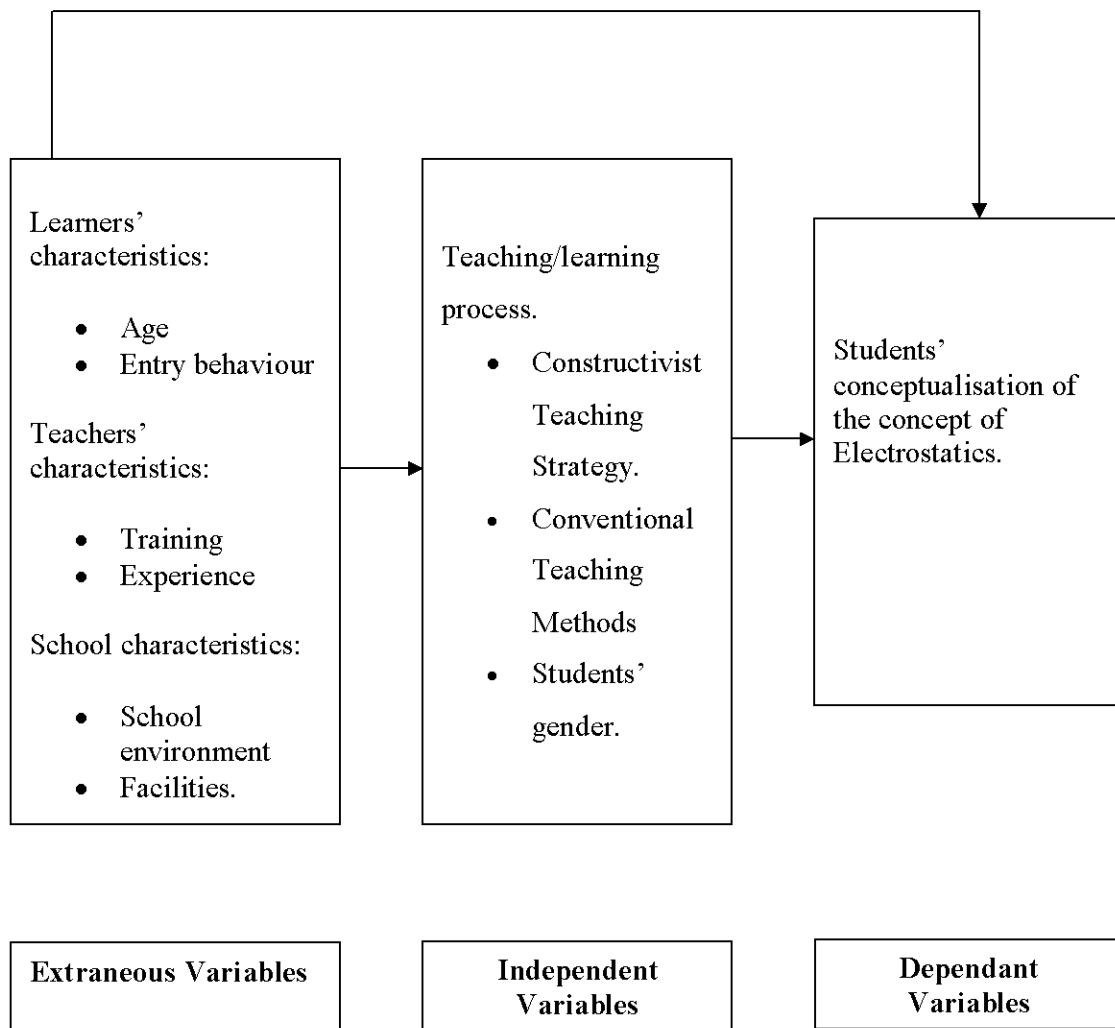 Learners’
characteristics:
• Age
• Entry behaviour
Teachers’
characteristics:
• Training
• Experience
School characteristics:
• School
environment
• Facilities.
Teaching/learning
process.
• Constructivist
Teaching
Strategy.
• Conventional
Teaching
Methods
• Students’
gender.
Students’
conceptualisation of
the concept of
Electrostatics.
Extraneous Variables
Independent
Variables
Dependant
Variables